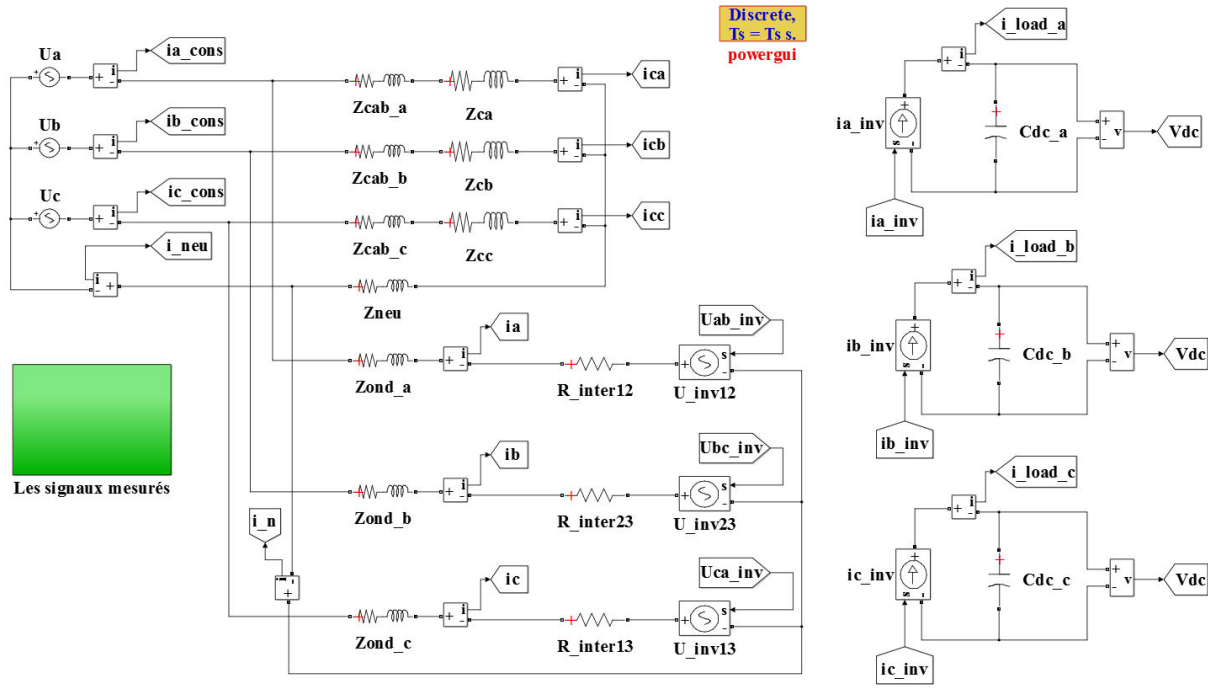 Discrete,
Ts = Ts s.
powergui
Ua
ia_cons
Ub
ib_cons
Uc
ic_cons
i_neu
Zcab_a
Zca
ica
Zcab_b
Zcb
icb
Zcab_c
Zcc
icc
Zneu
Zond_a
ia
R_inter12
Uab_inv
U_inv12
Zond_b
ib
R_inter23
Ubc_inv
U_inv23
i_n
Zond_c
ic
R_inter13
Uca_inv
U_inv13
Les signaux mesurés
i_load_a
ia_inv
Cdc_a
Vdc
ia_inv
i_load_b
ib_inv
Cdc_b
Vdc
ib_inv
i_load_c
ic_inv
Cdc_c
Vdc
ic_inv